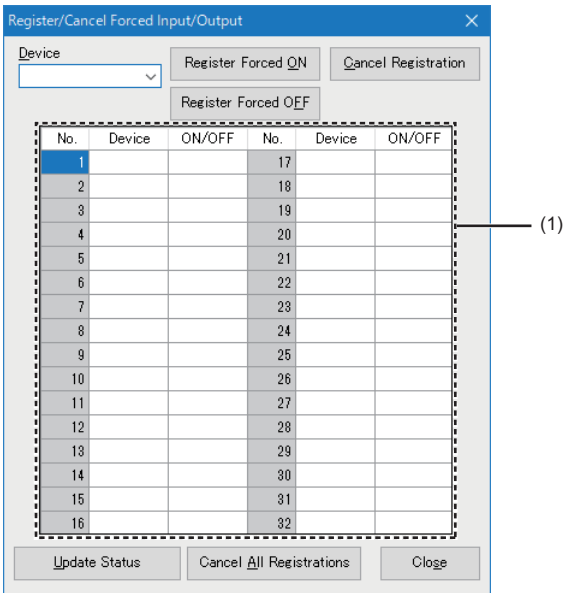 Register/Cancel Forced Input/Output
Device
Register Forced ON
Cancel Registration
Register Forced OFF
No. Device ON/OFF No. Device ON/OFF
1 17
2 18
3 19
4 20
5 21
6 22
7 23
8 24
9 25
10 26
11 27
12 28
13 29
14 30
15 31
16 32
(1)
Update Status Cancel All Registrations Close